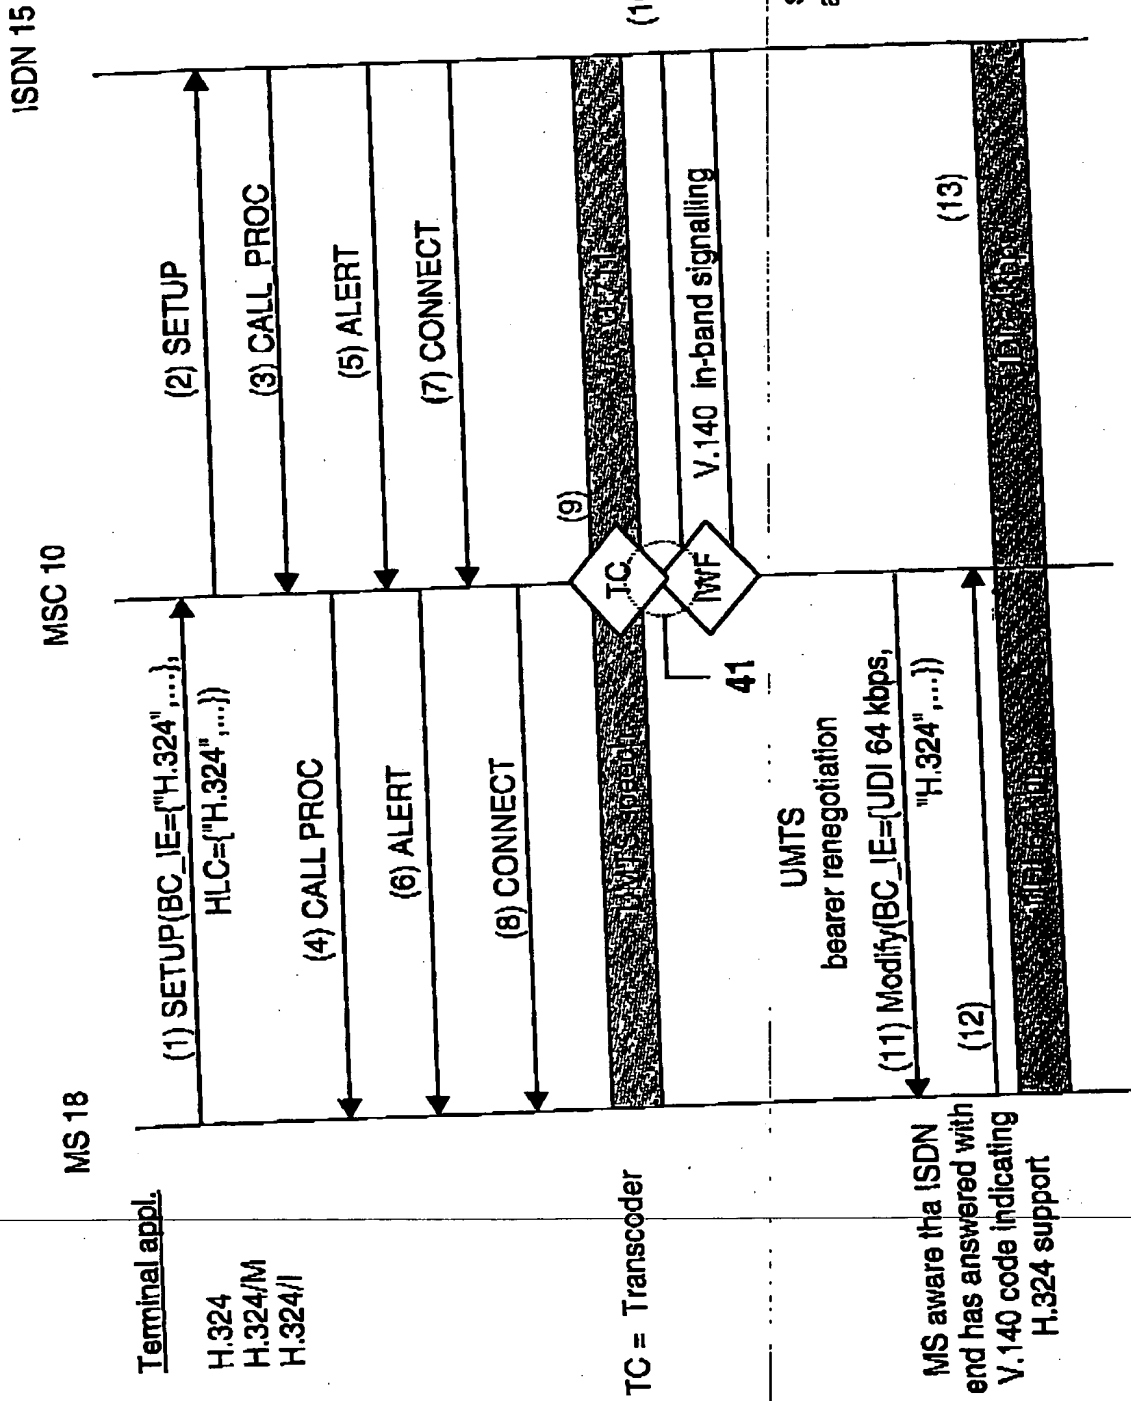 Terminal appl.
H.324
H.324/M
H.324/I
MS 18
MSC 10
ISDN 15
(1) SETUP(BC_IE={"H.324",...},
HLC={"H.324",...})
(2) SETUP
(3) CALL PROC
(4) CALL PROC
(5) ALERT
(6) ALERT
(7) CONNECT
(8) CONNECT
(9)
TC = Transcoder
UMTS speech
TC
IWF
41
V.140 in-band signalling
UMTS
bearer renegotiation
(11) Modify(BC_IE={UDI 64 kbps,
"H.324",...})
(12)
(13)
MS aware tha ISDN
end has answered with
V.140 code indicating
H.324 support